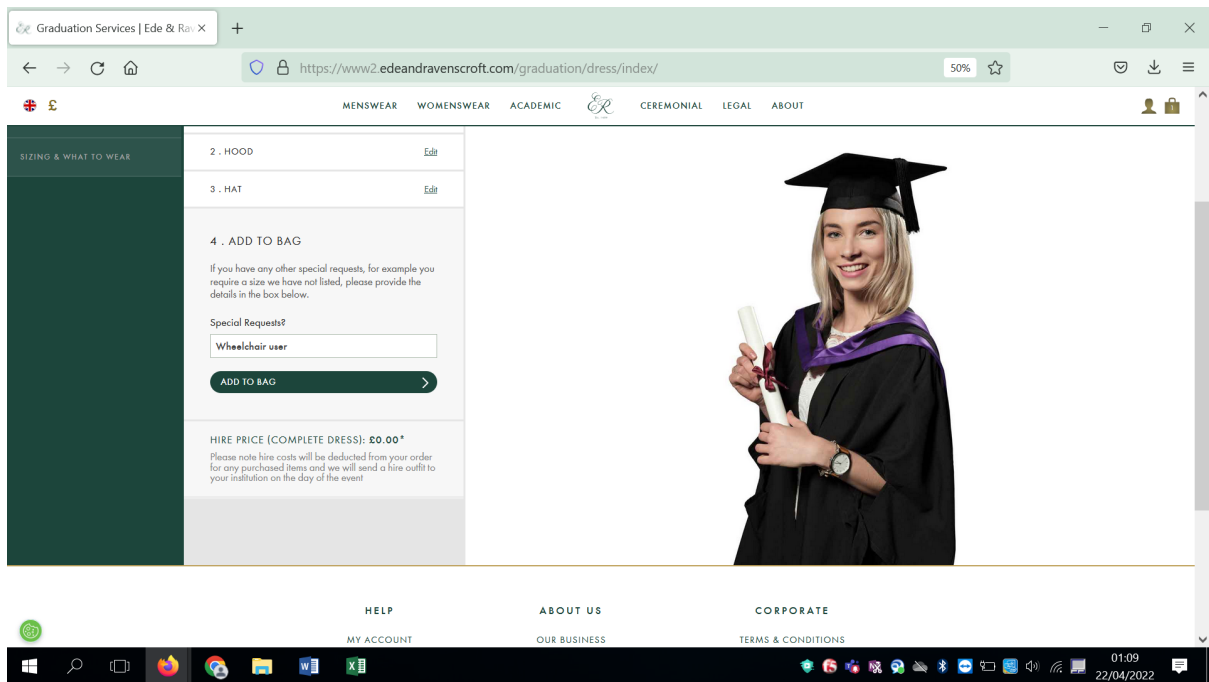 Graduation Services | Ede & Rav
https://www2.edeandravenscroft.com/graduation/dress/index/
50%
£
MENSWEAR WOMENSWEAR ACADEMIC ER CEREMONIAL LEGAL ABOUT
1
SIZING & WHAT TO WEAR
2 . HOOD Edit
3 . HAT Edit
4 . ADD TO BAG
If you have any other special requests, for example you
require a size we have not listed, please provide the
details in the box below.
Special Requests?
Wheelchair user
ADD TO BAG
HIRE PRICE (COMPLETE DRESS): £0.00*
Please note hire costs will be deducted from your order
for any purchased items and we will send a hire outfit to
your institution on the day of the event
HELP ABOUT US CORPORATE
MY ACCOUNT OUR BUSINESS TERMS & CONDITIONS
01:09
22/04/2022